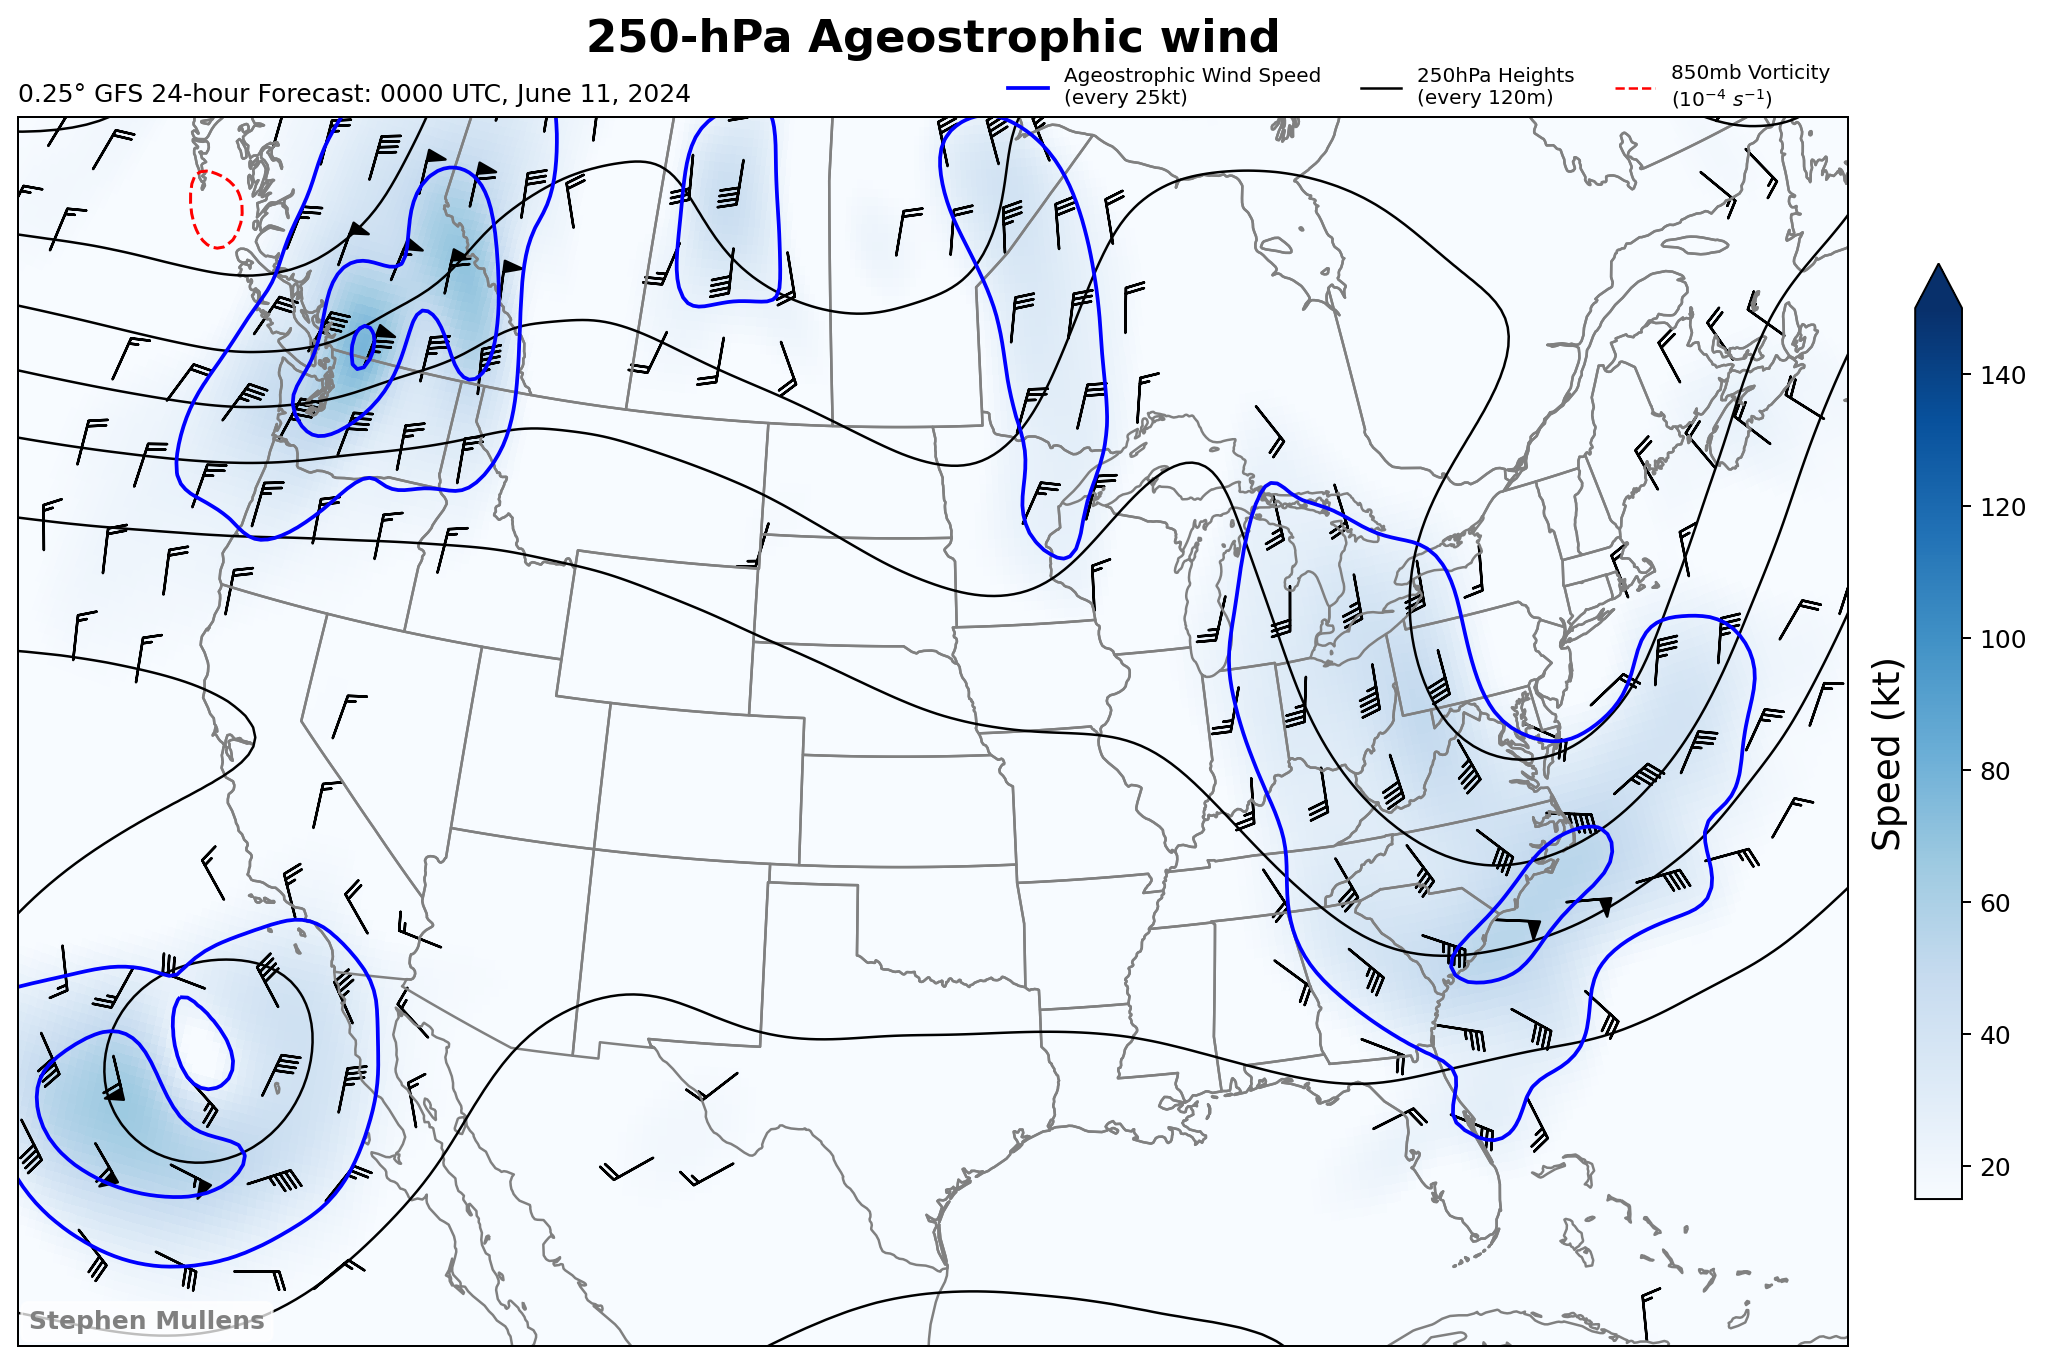 250-hPa Ageostrophic wind
0.25° GFS 24-hour Forecast: 0000 UTC, June 11, 2024
Ageostrophic Wind Speed
(every 25kt)
250hPa Heights
(every 120m)
850mb Vorticity
(10⁻⁴ s⁻¹)
140
120
100
80
60
40
20
Speed (kt)
Stephen Mullens